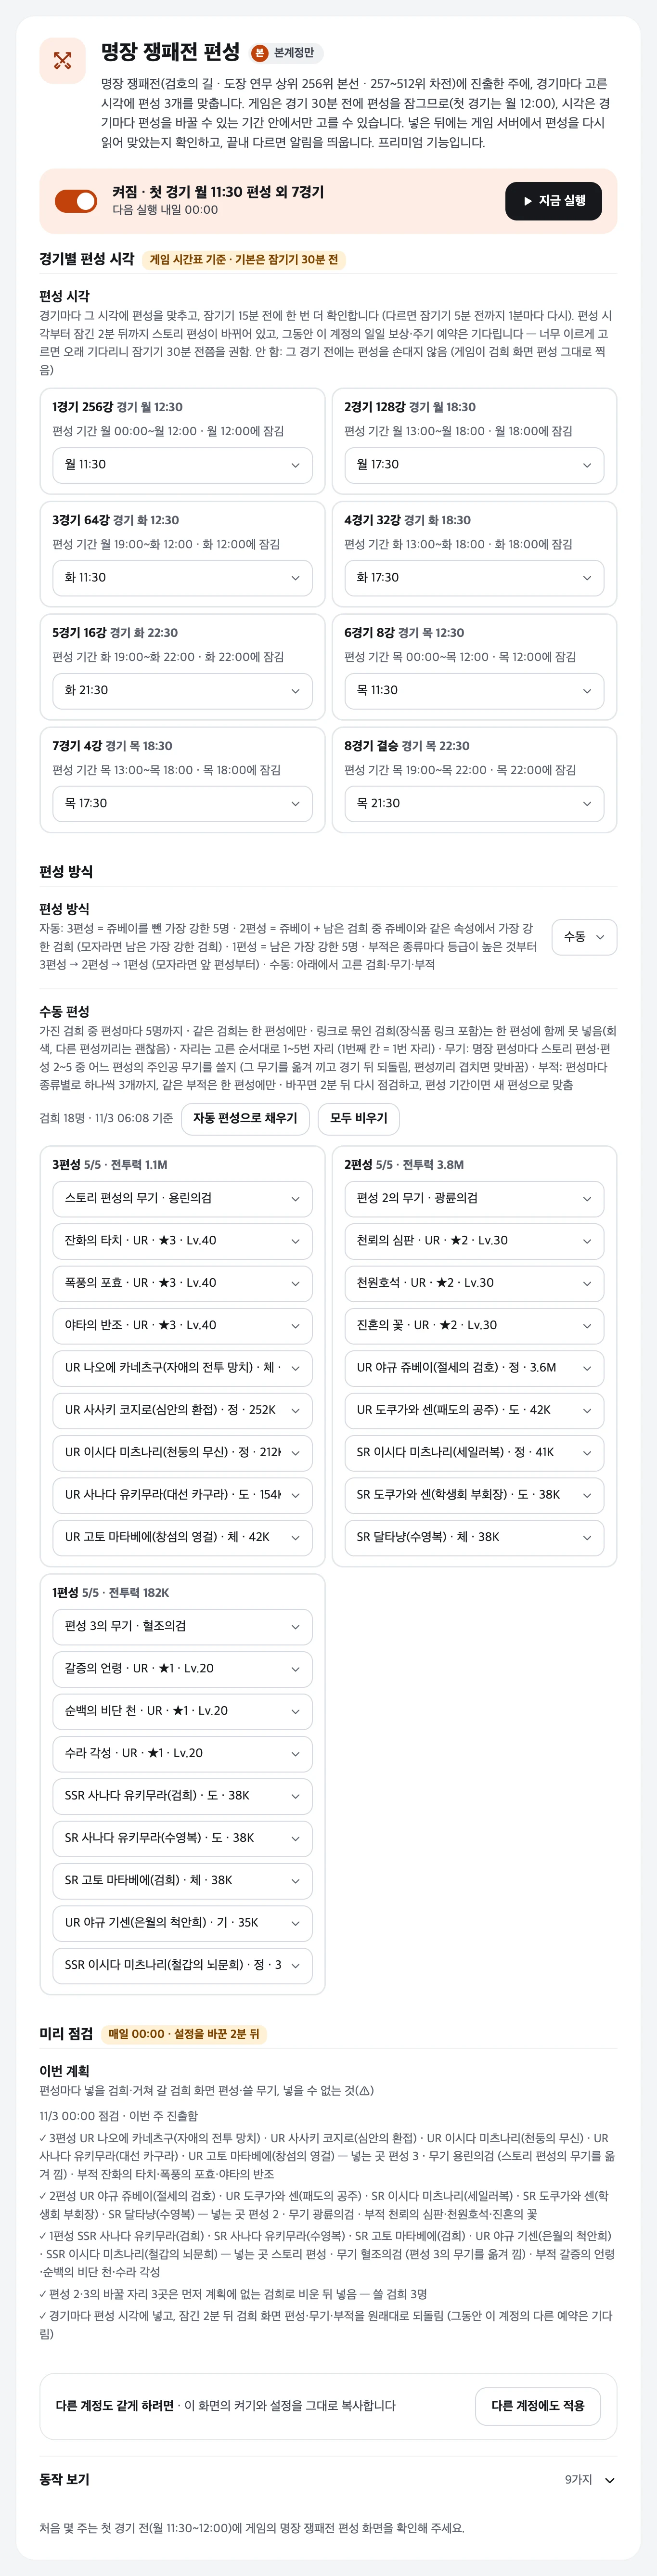 명장 쟁패전 편성 본 본계정만
명장 쟁패전(검호의 길 · 도장 연무 상위 256위 본선 · 257~512위 차전)에 진출한 주에, 경기마다 고른
시각에 편성 3개를 맞춥니다. 게임은 경기 30분 전에 편성을 잠그므로(첫 경기는 월 12:00), 시각은 경
기마다 편성을 바꿀 수 있는 기간 안에서만 고를 수 있습니다. 넣은 뒤에는 게임 서버에서 편성을 다시
읽어 맞았는지 확인하고, 끝내 다르면 알림을 띄웁니다. 프리미엄 기능입니다.
켜짐 · 첫 경기 월 11:30 편성 외 7경기
다음 실행 내일 00:00
지금 실행
경기별 편성 시각 게임 시간표 기준 · 기본은 잠기기 30분 전
편성 시각
경기마다 그 시각에 편성을 맞추고, 잠기기 15분 전에 한 번 더 확인합니다 (다르면 잠기기 5분 전까지 1분마다 다시). 편성 시
각부터 잠긴 2분 뒤까지 스토리 편성이 바뀌어 있고, 그동안 이 계정의 일일 보상·주기 예약은 기다립니다 — 너무 이르게 고
르면 오래 기다리니 잠기기 30분 전쯤을 권함. 안 함: 그 경기 전에는 편성을 손대지 않음 (게임이 검희 화면 편성 그대로 찍
음)
1경기 256강 경기 월 12:30
편성 기간 월 00:00~월 12:00 · 월 12:00에 잠김
월 11:30
2경기 128강 경기 월 18:30
편성 기간 월 13:00~월 18:00 · 월 18:00에 잠김
월 17:30
3경기 64강 경기 화 12:30
편성 기간 월 19:00~화 12:00 · 화 12:00에 잠김
화 11:30
4경기 32강 경기 화 18:30
편성 기간 화 13:00~화 18:00 · 화 18:00에 잠김
화 17:30
5경기 16강 경기 화 22:30
편성 기간 화 19:00~화 22:00 · 화 22:00에 잠김
화 21:30
6경기 8강 경기 목 12:30
편성 기간 목 00:00~목 12:00 · 목 12:00에 잠김
목 11:30
7경기 4강 경기 목 18:30
편성 기간 목 13:00~목 18:00 · 목 18:00에 잠김
목 17:30
8경기 결승 경기 목 22:30
편성 기간 목 19:00~목 22:00 · 목 22:00에 잠김
목 21:30
편성 방식
편성 방식
자동: 3편성 = 쥬베이를 뺀 가장 강한 5명 · 2편성 = 쥬베이 + 남은 검희 중 쥬베이와 같은 속성에서 가장 강
한 검희 (모자라면 남은 가장 강한 검희) · 1편성 = 남은 가장 강한 5명 · 부적은 종류마다 등급이 높은 것부터
3편성 → 2편성 → 1편성 (모자라면 앞 편성부터) · 수동: 아래에서 고른 검희·무기·부적
수동
수동 편성
가진 검희 중 편성마다 5명까지 · 같은 검희는 한 편성에만 · 링크로 묶인 검희(장식품 링크 포함)는 한 편성에 함께 못 넣음(회
색, 다른 편성끼리는 괜찮음) · 자리는 고른 순서대로 1~5번 자리 (1번째 칸 = 1번 자리) · 무기: 명장 편성마다 스토리 편성·편
성 2~5 중 어느 편성의 주인공 무기를 쓸지 (그 무기를 옮겨 끼고 경기 뒤 되돌림, 편성끼리 겹치면 맞바꿈) · 부적: 편성마다
종류별로 하나씩 3개까지, 같은 부적은 한 편성에만 · 바꾸면 2분 뒤 다시 점검하고, 편성 기간이면 새 편성으로 맞춤
검희 18명 · 11/3 06:08 기준
자동 편성으로 채우기
모두 비우기
3편성 5/5 · 전투력 1.1M
스토리 편성의 무기 · 용린의검
잔화의 타치 · UR · ★3 · Lv.40
폭풍의 포효 · UR · ★3 · Lv.40
야타의 반조 · UR · ★3 · Lv.40
UR 나오에 카네츠구(자애의 전투 망치) · 체 ·
UR 사사키 코지로(심안의 환접) · 정 · 252K
UR 이시다 미츠나리(천둥의 무신) · 정 · 212K
UR 사나다 유키무라(대선 카구라) · 도 · 154K
UR 고토 마타베에(창섬의 영걸) · 체 · 42K
2편성 5/5 · 전투력 3.8M
편성 2의 무기 · 광륜의검
천뢰의 심판 · UR · ★2 · Lv.30
천원호석 · UR · ★2 · Lv.30
진혼의 꽃 · UR · ★2 · Lv.30
UR 야규 쥬베이(절세의 검호) · 정 · 3.6M
UR 도쿠가와 센(패도의 공주) · 도 · 42K
SR 이시다 미츠나리(세일러복) · 정 · 41K
SR 도쿠가와 센(학생회 부회장) · 도 · 38K
SR 달타냥(수영복) · 체 · 38K
1편성 5/5 · 전투력 182K
편성 3의 무기 · 혈조의검
갈증의 언령 · UR · ★1 · Lv.20
순백의 비단 천 · UR · ★1 · Lv.20
수라 각성 · UR · ★1 · Lv.20
SSR 사나다 유키무라(검희) · 도 · 38K
SR 사나다 유키무라(수영복) · 도 · 38K
SR 고토 마타베에(검희) · 체 · 38K
UR 야규 기센(은월의 척안희) · 기 · 35K
SSR 이시다 미츠나리(철갑의 뇌문희) · 정 · 3
미리 점검 매일 00:00 · 설정을 바꾼 2분 뒤
이번 계획
편성마다 넣을 검희·거쳐 갈 검희 화면 편성·쓸 무기, 넣을 수 없는 것(⚠)
11/3 00:00 점검 · 이번 주 진출함
✓ 3편성 UR 나오에 카네츠구(자애의 전투 망치) · UR 사사키 코지로(심안의 환접) · UR 이시다 미츠나리(천둥의 무신) · UR
사나다 유키무라(대선 카구라) · UR 고토 마타베에(창섬의 영걸) — 넣는 곳 편성 3 · 무기 용린의검 (스토리 편성의 무기를 옮
겨 낌) · 부적 잔화의 타치·폭풍의 포효·야타의 반조
✓ 2편성 UR 야규 쥬베이(절세의 검호) · UR 도쿠가와 센(패도의 공주) · SR 이시다 미츠나리(세일러복) · SR 도쿠가와 센(학
생회 부회장) · SR 달타냥(수영복) — 넣는 곳 편성 2 · 무기 광륜의검 · 부적 천뢰의 심판·천원호석·진혼의 꽃
✓ 1편성 SSR 사나다 유키무라(검희) · SR 사나다 유키무라(수영복) · SR 고토 마타베에(검희) · UR 야규 기센(은월의 척안희)
· SSR 이시다 미츠나리(철갑의 뇌문희) — 넣는 곳 스토리 편성 · 무기 혈조의검 (편성 3의 무기를 옮겨 낌) · 부적 갈증의 언령
·순백의 비단 천·수라 각성
✓ 편성 2·3의 바꿀 자리 3곳은 먼저 계획에 없는 검희로 비운 뒤 넣음 — 쓸 검희 3명
✓ 경기마다 편성 시각에 넣고, 잠긴 2분 뒤 검희 화면 편성·무기·부적을 원래대로 되돌림 (그동안 이 계정의 다른 예약은 기다
림)
다른 계정도 같게 하려면 · 이 화면의 켜기와 설정을 그대로 복사합니다
다른 계정에도 적용
동작 보기
9가지
처음 몇 주는 첫 경기 전(월 11:30~12:00)에 게임의 명장 쟁패전 편성 화면을 확인해 주세요.